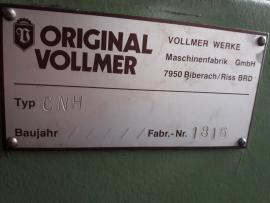 ORIGINAL VOLLMER
VOLLMER WERKE
Maschinenfabrik GmbH
7950 Biberach/Riss BRD
Typ CNH
Baujahr / / / / / Fabr.-Nr. 1818